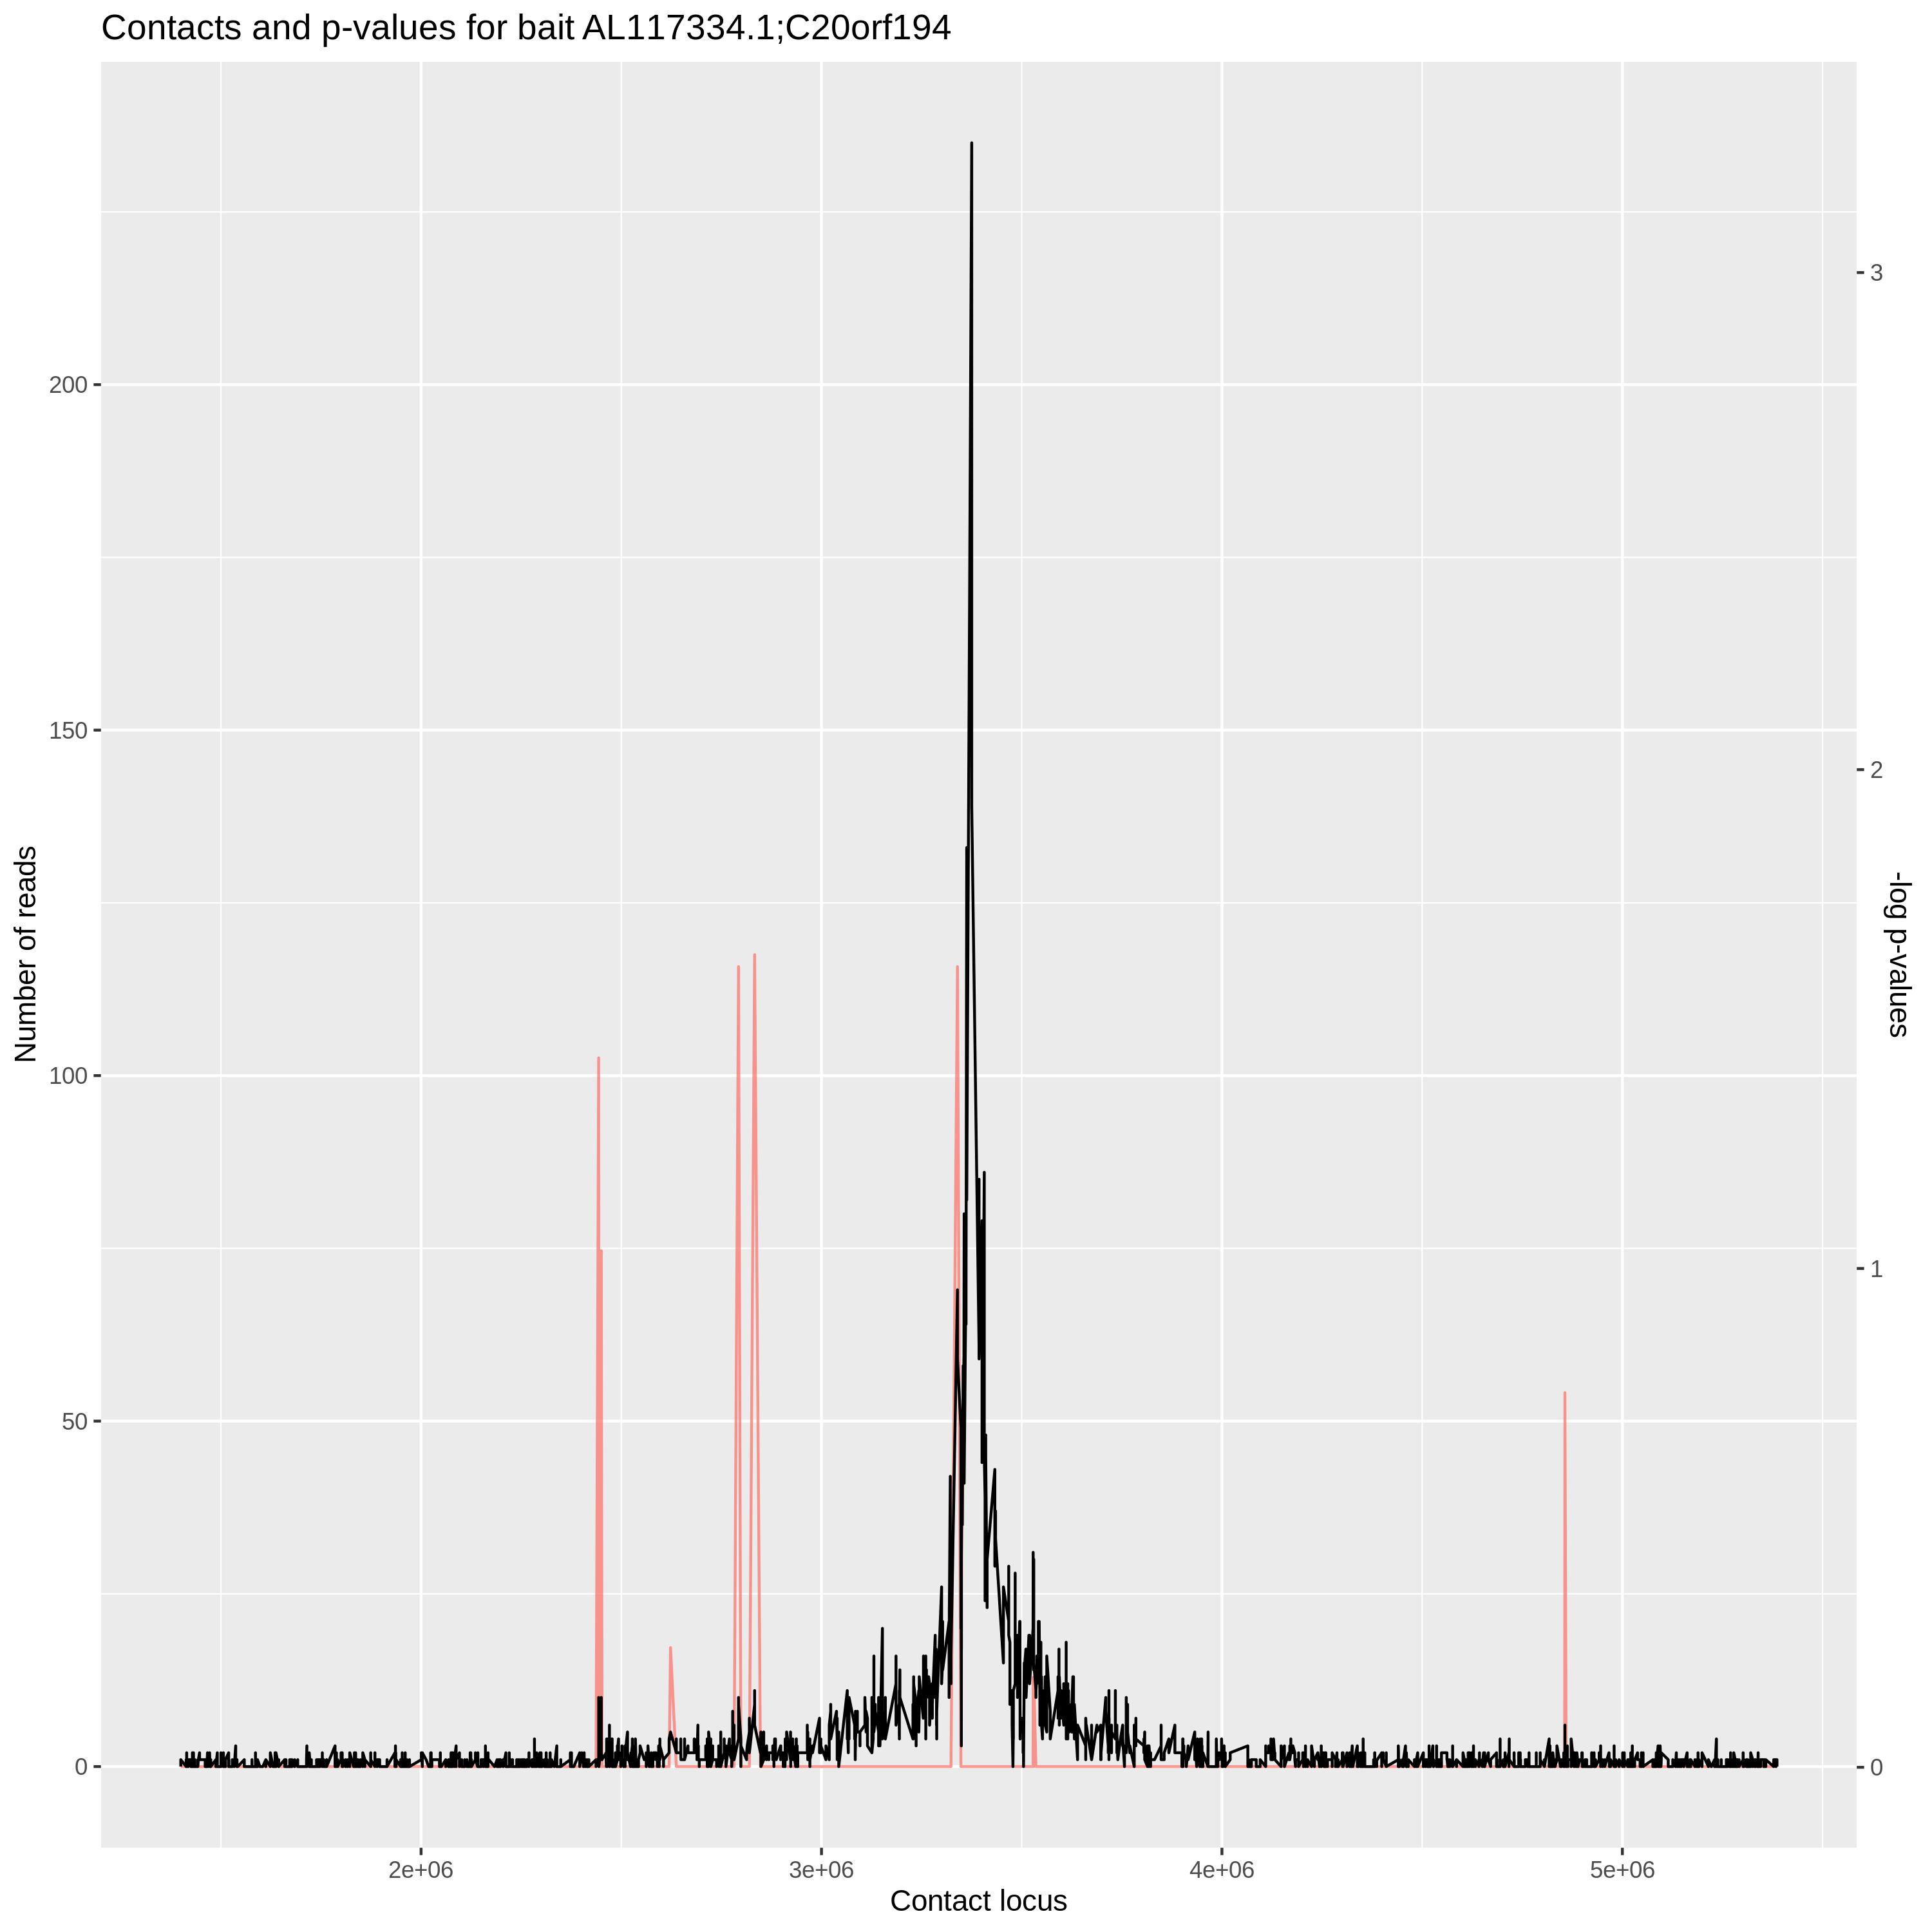 Contacts and p-values for bait AL117334.1;C20orf194
Number of reads
200
150
100
50
0
3
2
1
0
-log p-values
2e+06 3e+06 4e+06 5e+06
Contact locus